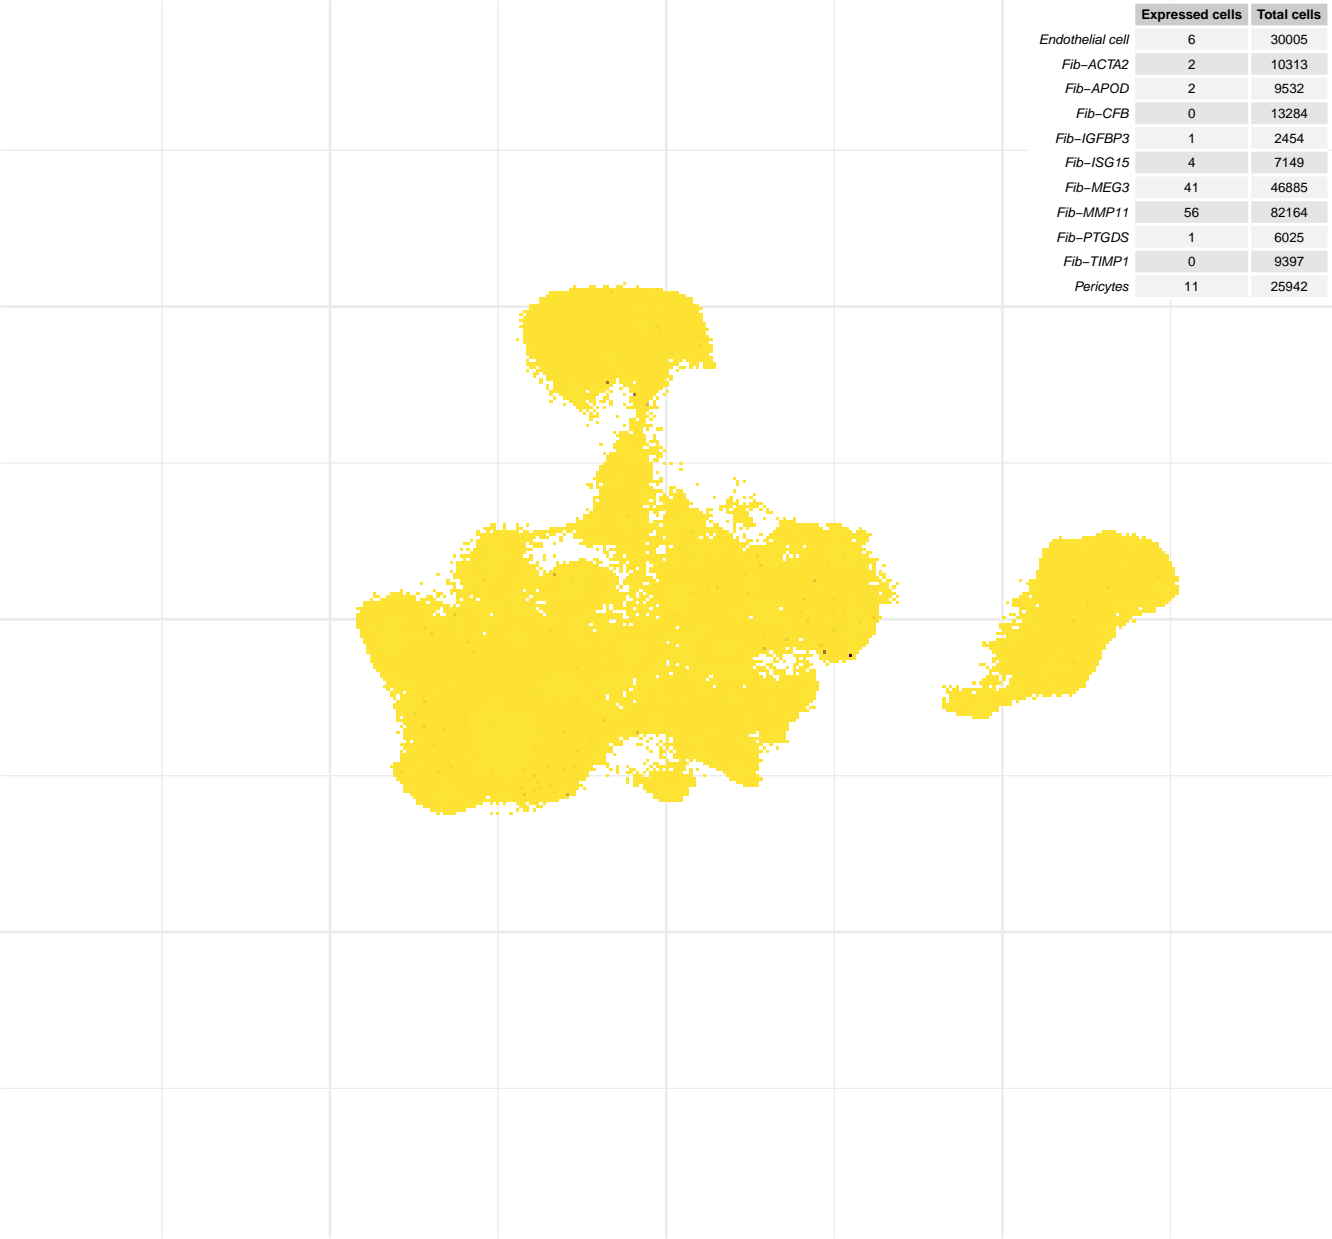 Expressed cells Total cells
Endothelial cell 6 30005
Fib−ACTA2 2 10313
Fib−APOD 2 9532
Fib−CFB 0 13284
Fib−IGFBP3 1 2454
Fib−ISG15 4 7149
Fib−MEG3 41 46885
Fib−MMP11 56 82164
Fib−PTGDS 1 6025
Fib−TIMP1 0 9397
Pericytes 11 25942